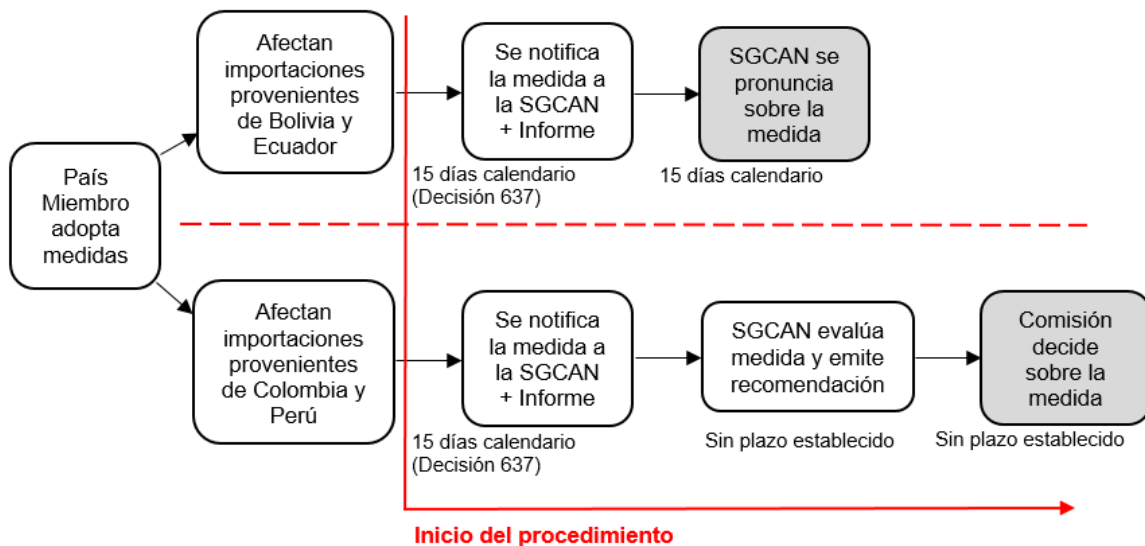 País
Miembro
adopta
medidas
Afectan
importaciones
provenientes
de Bolivia y
Ecuador
Se notifica
la medida a
la SGCAN
+ Informe
15 días calendario
(Decisión 637)
SGCAN se
pronuncia
sobre la
medida
15 días calendario
Afectan
importaciones
provenientes
de Colombia y
Perú
Se notifica
la medida a
la SGCAN
+ Informe
15 días calendario
(Decisión 637)
SGCAN evalúa
medida y emite
recomendación
Sin plazo establecido
Comisión
decide
sobre la
medida
Sin plazo establecido
Inicio del procedimiento